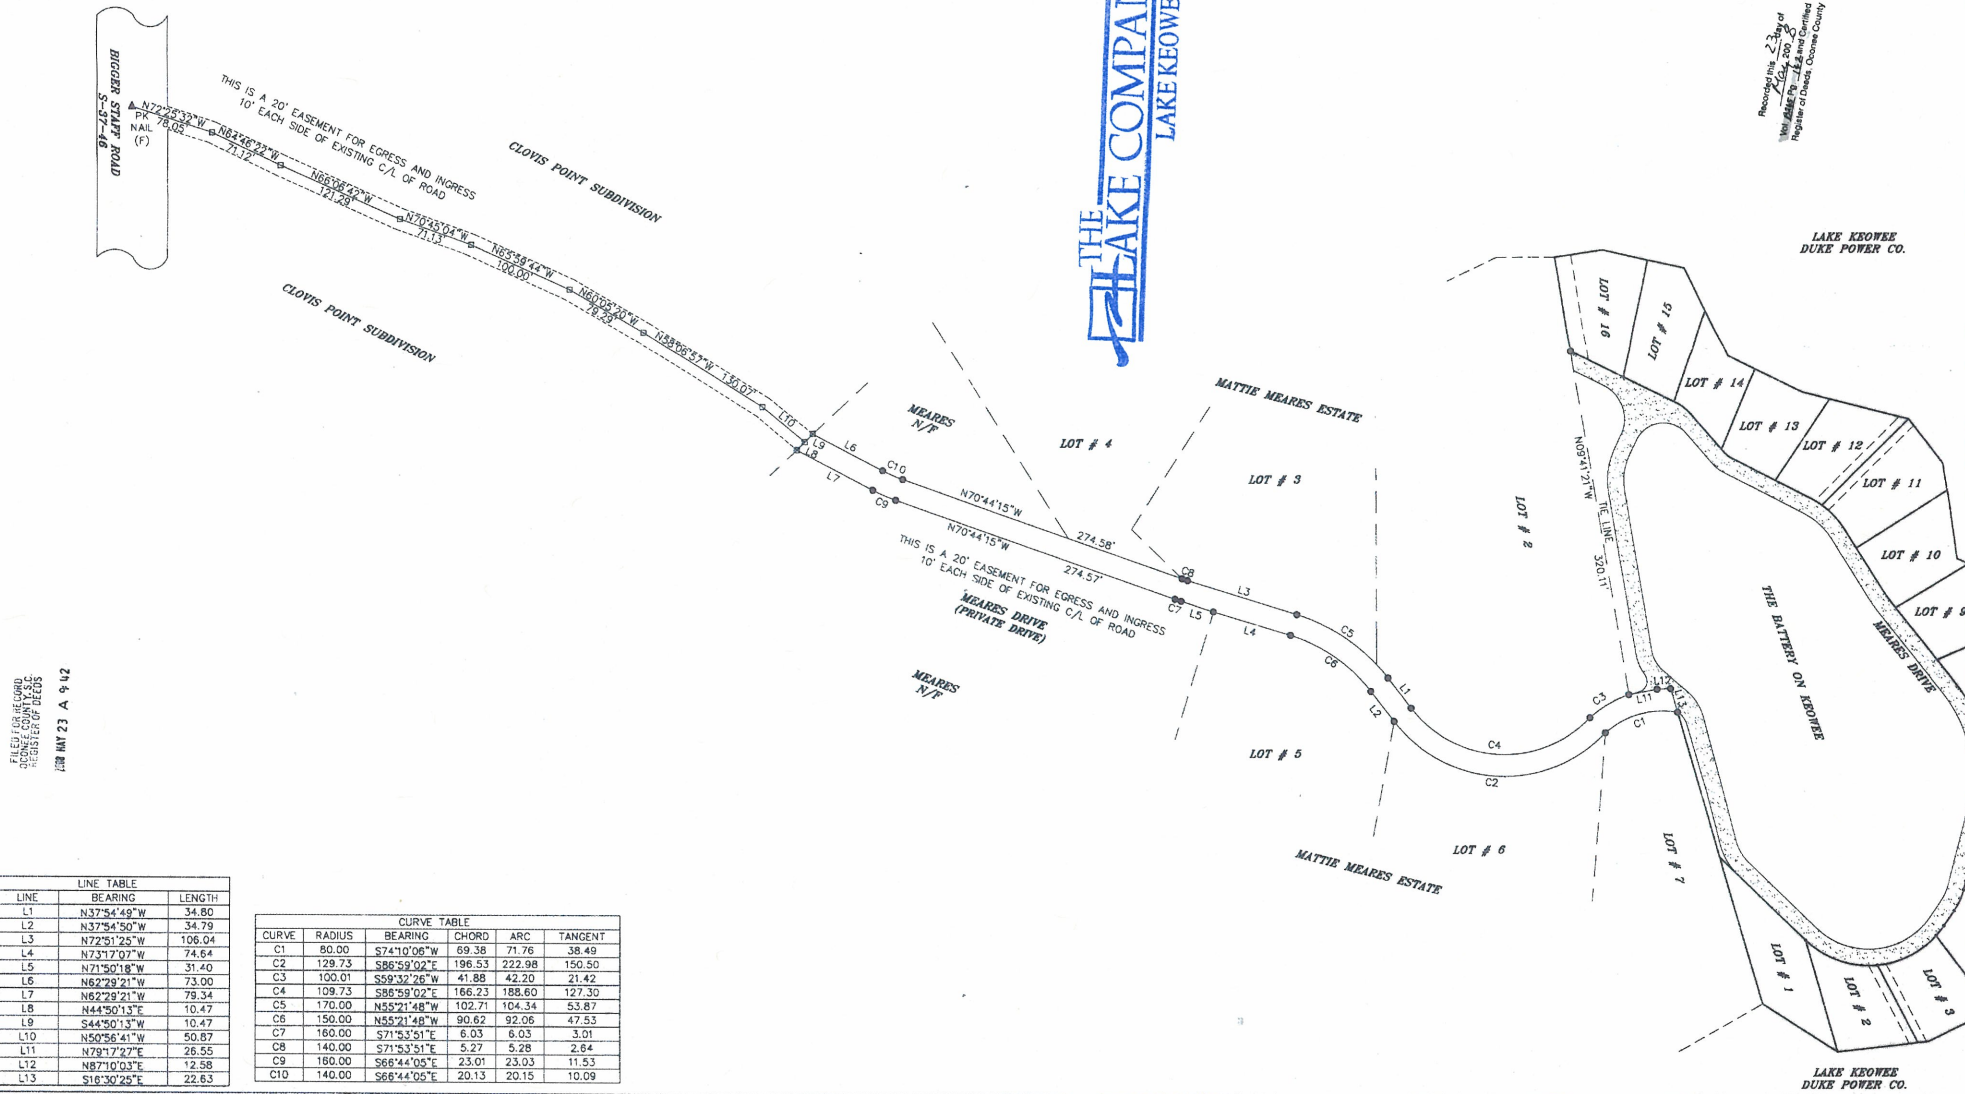 BIGGER STAFF ROAD
S-37-46
PK
NAIL
(F)
N72°25'32"W
78.05'
N64°46'22"W
71.12'
N66°06'42"W
121.29'
N70°45'04"W
71.13'
N65°59'44"W
100.00'
N60°05'20"W
79.29'
N58°06'57"W
130.07'
THIS IS A 20' EASEMENT FOR EGRESS AND INGRESS
10' EACH SIDE OF EXISTING C/L OF ROAD
CLOVIS POINT SUBDIVISION
CLOVIS POINT SUBDIVISION
THE
LAKE COMPA
LAKE KEOWE
Recorded this 23 day of
May 200 8
Register of Deeds, Oconee County
LAKE KEOWEE
DUKE POWER CO.
L10
L9
L8
L6
L7
C10
C9
MEARES
N/F
LOT # 4
MATTIE MEARES ESTATE
LOT # 3
N70°44'15"W
274.58'
N70°44'15"W
274.57'
THIS IS A 20' EASEMENT FOR EGRESS AND INGRESS
10' EACH SIDE OF EXISTING C/L OF ROAD
MEARES DRIVE
(PRIVATE DRIVE)
MEARES
N/F
C8
C7
L3
L5
L4
C5
C6
L1
L2
C4
C2
C3
C1
L11
L12
L13
LOT # 2
N09°41'21"W
TIE LINE
320.11'
LOT # 5
LOT # 6
MATTIE MEARES ESTATE
LOT # 7
LOT # 16
LOT # 15
LOT # 14
LOT # 13
LOT # 12
LOT # 11
LOT # 10
LOT # 9
MEARES DRIVE
THE BATTERY ON KEOWEE
LOT # 1
LOT # 2
LOT # 3
LAKE KEOWEE
DUKE POWER CO.
FILED FOR RECORD
OCONEE COUNTY, S.C.
REGISTER OF DEEDS
2008 MAY 23 A 9:42
LINE TABLE
LINE BEARING LENGTH
L1 N37°54'49"W 34.80
L2 N37°54'50"W 34.79
L3 N72°51'25"W 106.04
L4 N73°17'07"W 74.64
L5 N71°50'18"W 31.40
L6 N62°29'21"W 73.00
L7 N62°29'21"W 79.34
L8 N44°50'13"E 10.47
L9 S44°50'13"W 10.47
L10 N50°56'41"W 50.87
L11 N79°17'27"E 26.55
L12 N87°10'03"E 12.58
L13 S16°30'25"E 22.63
CURVE TABLE
CURVE RADIUS BEARING CHORD ARC TANGENT
C1 80.00 S74°10'06"W 69.38 71.76 38.49
C2 129.73 S86°59'02"E 196.53 222.98 150.50
C3 100.01 S59°32'26"W 41.88 42.20 21.42
C4 109.73 S86°59'02"E 166.23 188.60 127.30
C5 170.00 N55°21'48"W 102.71 104.34 53.87
C6 150.00 N55°21'48"W 90.62 92.06 47.53
C7 160.00 S71°53'51"E 6.03 6.03 3.01
C8 140.00 S71°53'51"E 5.27 5.28 2.64
C9 160.00 S66°44'05"E 23.01 23.03 11.53
C10 140.00 S66°44'05"E 20.13 20.15 10.09